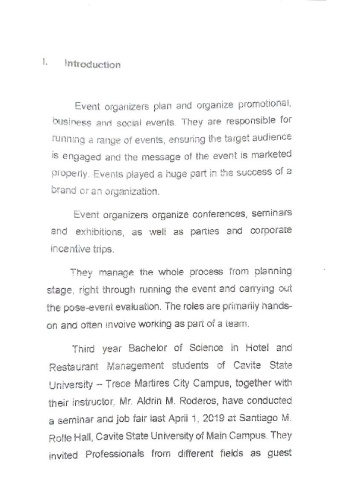 I. Introduction
Event organizers plan and organize promotional,
business and social events. They are responsible for
running a range of events, ensuring the target audience
is engaged and the message of the event is marketed
properly. Events played a huge part in the success of a
brand or an organization.
Event organizers organize conferences, seminars
and exhibitions, as well as parties and corporate
incentive trips.
They manage the whole process from planning
stage, right through running the event and carrying out
the pose-event evaluation. The roles are primarily hands-
on and often involve working as part of a team.
Third year Bachelor of Science in Hotel and
Restaurant Management students of Cavite State
University – Trece Martires City Campus, together with
their instructor, Mr. Aldrin M. Roderos, have conducted
a seminar and job fair last April 1, 2019 at Santiago M.
Rolle Hall, Cavite State University of Main Campus. They
invited Professionals from different fields as guest